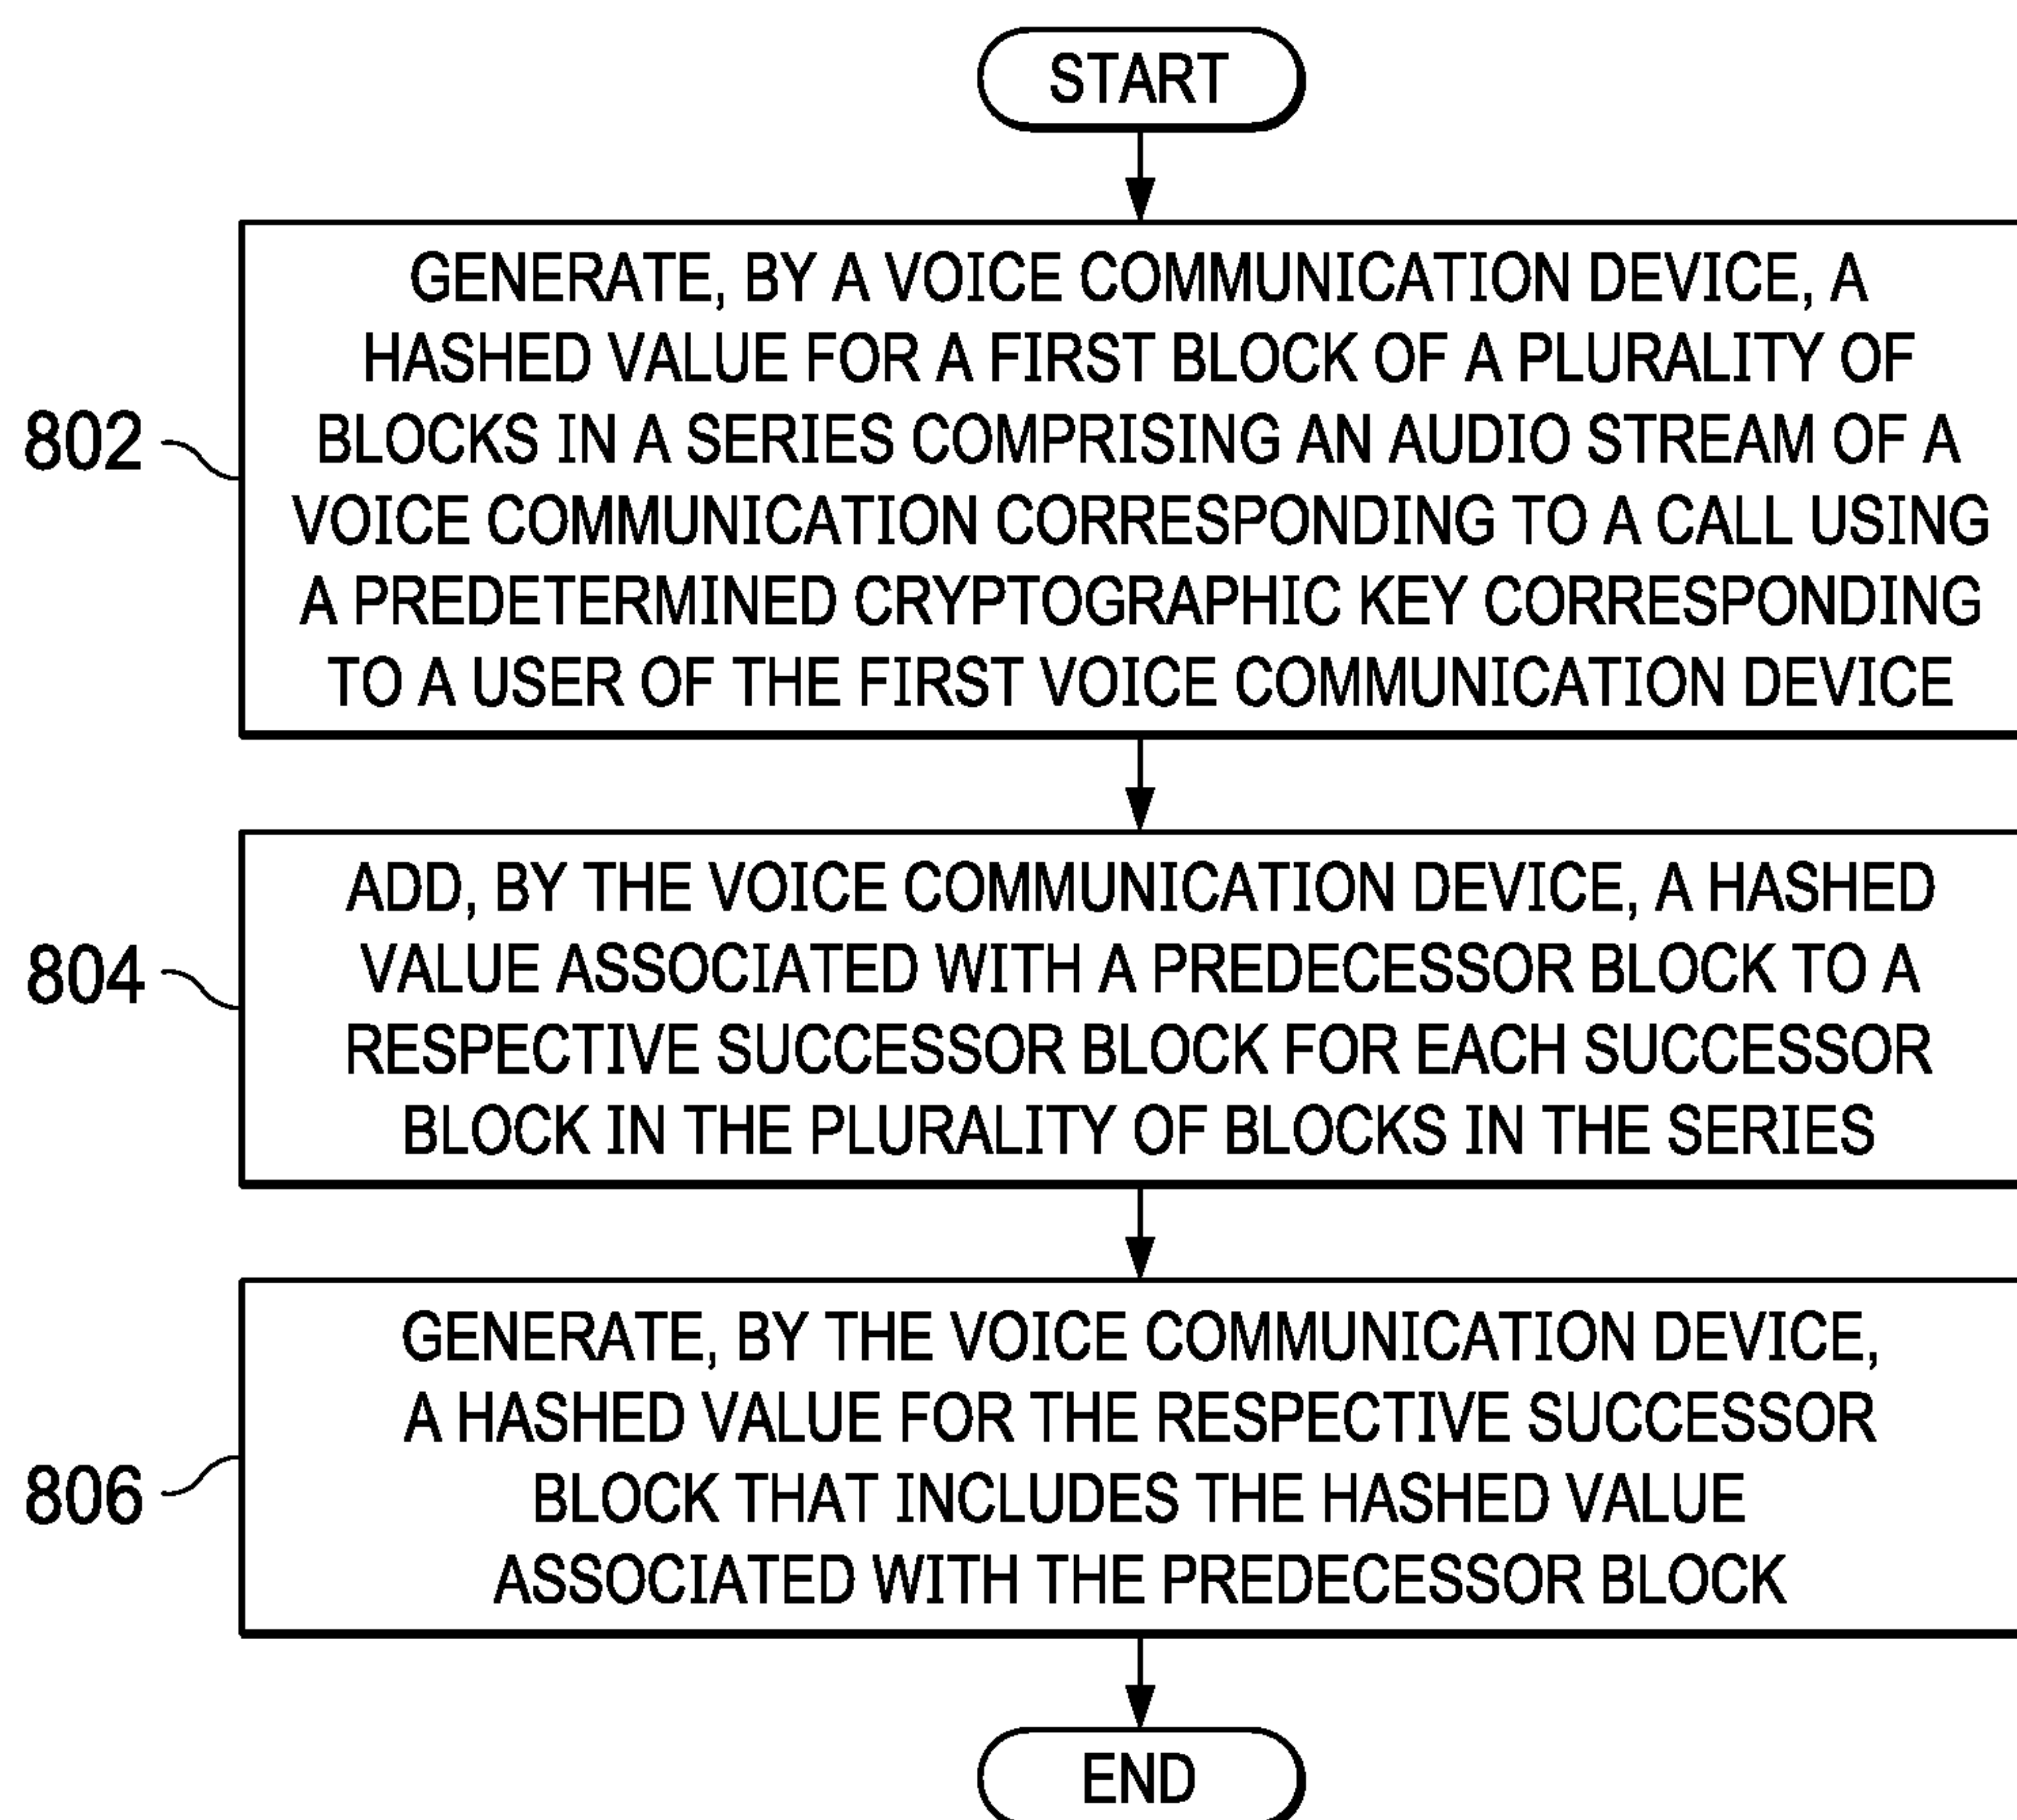 START
GENERATE, BY A VOICE COMMUNICATION DEVICE, A
HASHED VALUE FOR A FIRST BLOCK OF A PLURALITY OF
BLOCKS IN A SERIES COMPRISING AN AUDIO STREAM OF A
VOICE COMMUNICATION CORRESPONDING TO A CALL USING
A PREDETERMINED CRYPTOGRAPHIC KEY CORRESPONDING
TO A USER OF THE FIRST VOICE COMMUNICATION DEVICE
802
ADD, BY THE VOICE COMMUNICATION DEVICE, A HASHED
VALUE ASSOCIATED WITH A PREDECESSOR BLOCK TO A
RESPECTIVE SUCCESSOR BLOCK FOR EACH SUCCESSOR
BLOCK IN THE PLURALITY OF BLOCKS IN THE SERIES
804
GENERATE, BY THE VOICE COMMUNICATION DEVICE,
A HASHED VALUE FOR THE RESPECTIVE SUCCESSOR
BLOCK THAT INCLUDES THE HASHED VALUE
ASSOCIATED WITH THE PREDECESSOR BLOCK
806
END